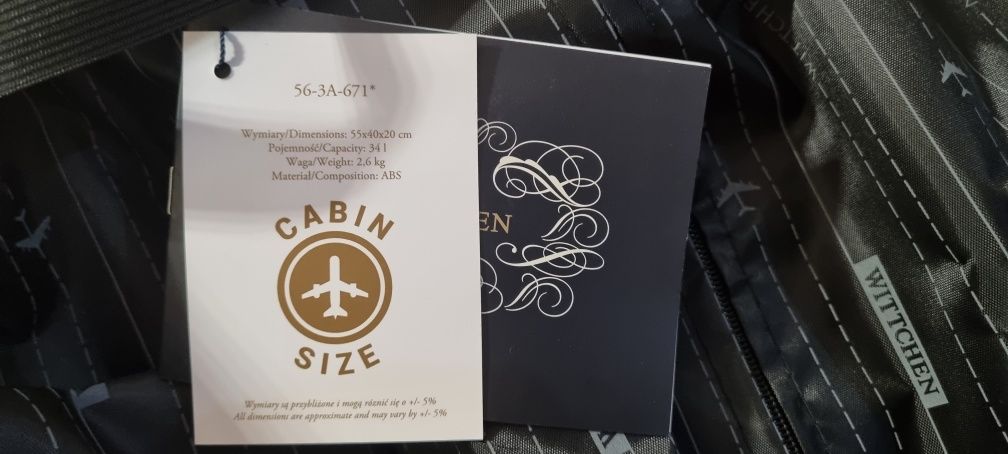 56-3A-671*
Wymiary/Dimensions: 55x40x20 cm
Pojemność/Capacity: 34 l
Waga/Weight: 2,6 kg
Materiał/Composition: ABS
CABIN
SIZE
Wymiary są przybliżone i mogą różnić się o +/- 5%
All dimensions are approximate and may vary by +/- 5%
EN
WITTCHEN